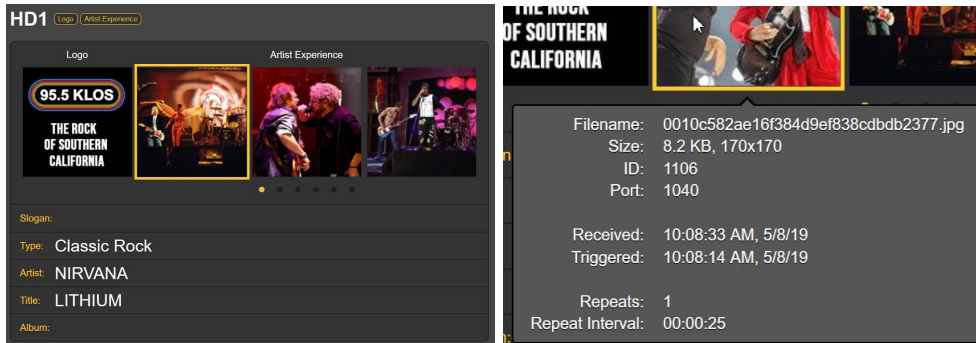 HD1 Logo Artist Experience
Logo Artist Experience
95.5 KLOS
THE ROCK
OF SOUTHERN
CALIFORNIA
Slogan:
Type: Classic Rock
Artist: NIRVANA
Title: LITHIUM
Album:
THE ROCK
OF SOUTHERN
CALIFORNIA
Filename: 0010c582ae16f384d9ef838cdbdb2377.jpg
Size: 8.2 KB, 170x170
ID: 1106
Port: 1040
Received: 10:08:33 AM, 5/8/19
Triggered: 10:08:14 AM, 5/8/19
Repeats: 1
Repeat Interval: 00:00:25